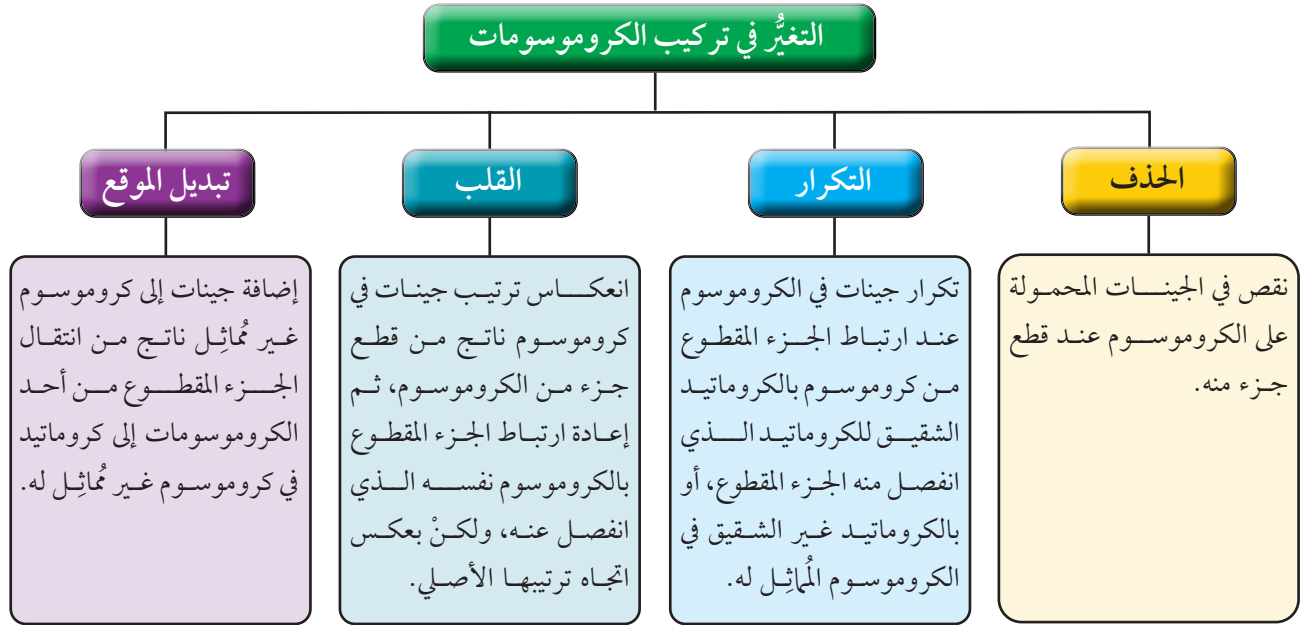 التغيُّر في تركيب الكروموسومات
الحذف
نقص في الجينات المحمولة
على الكروموسوم عند قطع
جزء منه.
التكرار
تكرار جينات في الكروموسوم
عند ارتباط الجزء المقطوع
من كروموسوم بالكروماتيد
الشقيق للكروماتيد الذي
انفصل منه الجزء المقطوع، أو
بالكروماتيد غير الشقيق في
الكروموسوم المُماثِل له.
القلب
انعكاس ترتيب جينات في
كروموسوم ناتج من قطع
جزء من الكروموسوم، ثم
إعادة ارتباط الجزء المقطوع
بالكروموسوم نفسه الذي
انفصل عنه، ولكنْ بعكس
اتجاه ترتيبها الأصلي.
تبديل الموقع
إضافة جينات إلى كروموسوم
غير مُماثِل ناتج من انتقال
الجزء المقطوع من أحد
الكروموسومات إلى كروماتيد
في كروموسوم غير مُماثِل له.